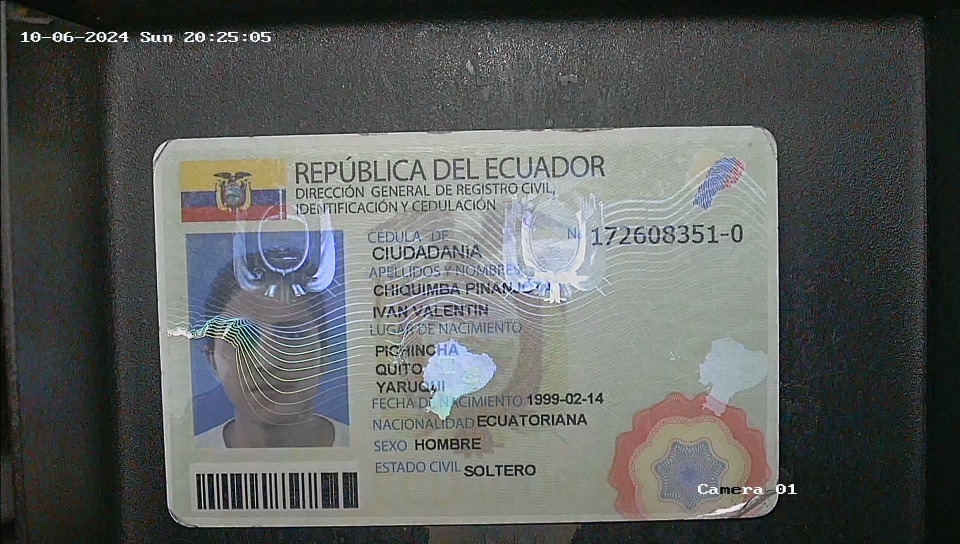 10-06-2024 Sun 20:25:05
REPÚBLICA DEL ECUADOR
DIRECCIÓN GENERAL DE REGISTRO CIVIL,
IDENTIFICACIÓN Y CEDULACIÓN
CÉDULA DE
CIUDADANÍA
No 172608351-0
APELLIDOS Y NOMBRES
CHIQUIMBA
IVAN VALENTIN
LUGAR DE NACIMIENTO
PICHINCHA
QUITO
YARUQUI
FECHA DE NACIMIENTO 1999-02-14
NACIONALIDAD ECUATORIANA
SEXO HOMBRE
ESTADO CIVIL SOLTERO
Camera 01